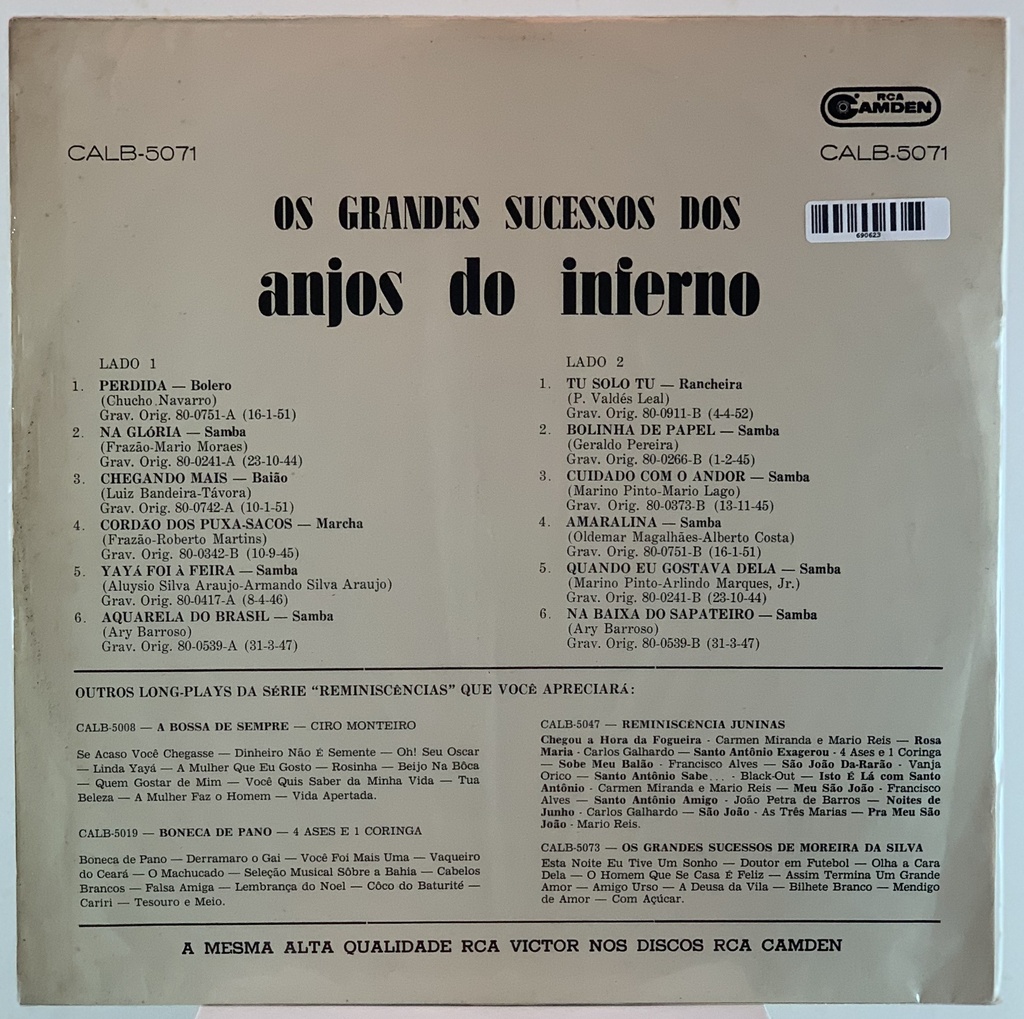 RCA
CAMDEN
CALB-5071
CALB-5071
OS GRANDES SUCESSOS DOS
anjos do inferno
690623
LADO 1
1. PERDIDA — Bolero
(Chucho Navarro)
Grav. Orig. 80-0751-A (16-1-51)
2. NA GLÓRIA — Samba
(Frazão-Mario Moraes)
Grav. Orig. 80-0241-A (23-10-44)
3. CHEGANDO MAIS — Baião
(Luiz Bandeira-Távora)
Grav. Orig. 80-0742-A (10-1-51)
4. CORDÃO DOS PUXA-SACOS — Marcha
(Frazão-Roberto Martins)
Grav. Orig. 80-0342-B (10-9-45)
5. YAYÁ FOI À FEIRA — Samba
(Aluysio Silva Araujo-Armando Silva Araujo)
Grav. Orig. 80-0417-A (8-4-46)
6. AQUARELA DO BRASIL — Samba
(Ary Barroso)
Grav. Orig. 80-0539-A (31-3-47)
LADO 2
1. TU SOLO TU — Rancheira
(P. Valdés Leal)
Grav. Orig. 80-0911-B (4-4-52)
2. BOLINHA DE PAPEL — Samba
(Geraldo Pereira)
Grav. Orig. 80-0266-B (1-2-45)
3. CUIDADO COM O ANDOR — Samba
(Marino Pinto-Mario Lago)
Grav. Orig. 80-0373-B (13-11-45)
4. AMARALINA — Samba
(Oldemar Magalhães-Alberto Costa)
Grav. Orig. 80-0751-B (16-1-51)
5. QUANDO EU GOSTAVA DELA — Samba
(Marino Pinto-Arlindo Marques, Jr.)
Grav. Orig. 80-0241-B (23-10-44)
6. NA BAIXA DO SAPATEIRO — Samba
(Ary Barroso)
Grav. Orig. 80-0539-B (31-3-47)
OUTROS LONG-PLAYS DA SÉRIE “REMINISCÊNCIAS” QUE VOCÊ APRECIARÁ:
CALB-5008 — A BOSSA DE SEMPRE — CIRO MONTEIRO
Se Acaso Você Chegasse — Dinheiro Não É Semente — Oh! Seu Oscar
— Linda Yayá — A Mulher Que Eu Gosto — Rosinha — Beijo Na Bôca
— Quem Gostar de Mim — Você Quis Saber da Minha Vida — Tua
Beleza — A Mulher Faz o Homem — Vida Apertada.
CALB-5019 — BONECA DE PANO — 4 ASES E 1 CORINGA
Boneca de Pano — Derramaro o Gai — Você Foi Mais Uma — Vaqueiro
do Ceará — O Machucado — Seleção Musical Sôbre a Bahia — Cabelos
Brancos — Falsa Amiga — Lembrança do Noel — Côco do Baturité —
Cariri — Tesouro e Meio.
CALB-5047 — REMINISCÊNCIA JUNINAS
Chegou a Hora da Fogueira - Carmen Miranda e Mario Reis — Rosa
Maria - Carlos Galhardo — Santo Antônio Exagerou - 4 Ases e 1 Coringa
— Sobe Meu Balão - Francisco Alves — São João Da-Rarão - Vanja
Orico — Santo Antônio Sabe... - Black-Out — Isto É Lá com Santo
Antônio - Carmen Miranda e Mario Reis — Meu São João - Francisco
Alves — Santo Antônio Amigo - João Petra de Barros — Noites de
Junho - Carlos Galhardo — São João - As Três Marias — Pra Meu São
João - Mario Reis.
CALB-5073 — OS GRANDES SUCESSOS DE MOREIRA DA SILVA
Esta Noite Eu Tive Um Sonho — Doutor em Futebol — Olha a Cara
Dela — O Homem Que Se Casa É Feliz — Assim Termina Um Grande
Amor — Amigo Urso — A Deusa da Vila — Bilhete Branco — Mendigo
de Amor — Com Açúcar.
A MESMA ALTA QUALIDADE RCA VICTOR NOS DISCOS RCA CAMDEN